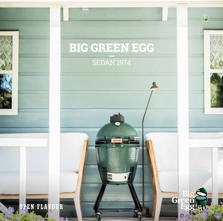 BIG GREEN EGG
SEDAN 1974
OPEN FLAVOUR
Big
Green
Egg